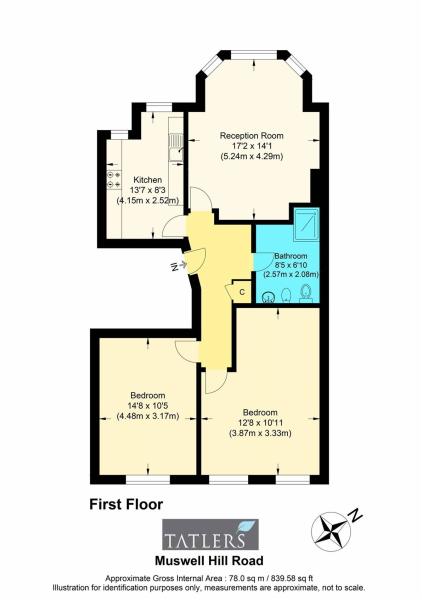 Reception Room
17'2 x 14'1
(5.24m x 4.29m)
Kitchen
13'7 x 8'3
(4.15m x 2.52m)
Bathroom
8'5 x 6'10
(2.57m x 2.08m)
IN
C
Bedroom
14'8 x 10'5
(4.48m x 3.17m)
Bedroom
12'8 x 10'11
(3.87m x 3.33m)
First Floor
N
TATLERS
Muswell Hill Road
Approximate Gross Internal Area : 78.0 sq m / 839.58 sq ft
Illustration for identification purposes only, measurements are approximate, not to scale.